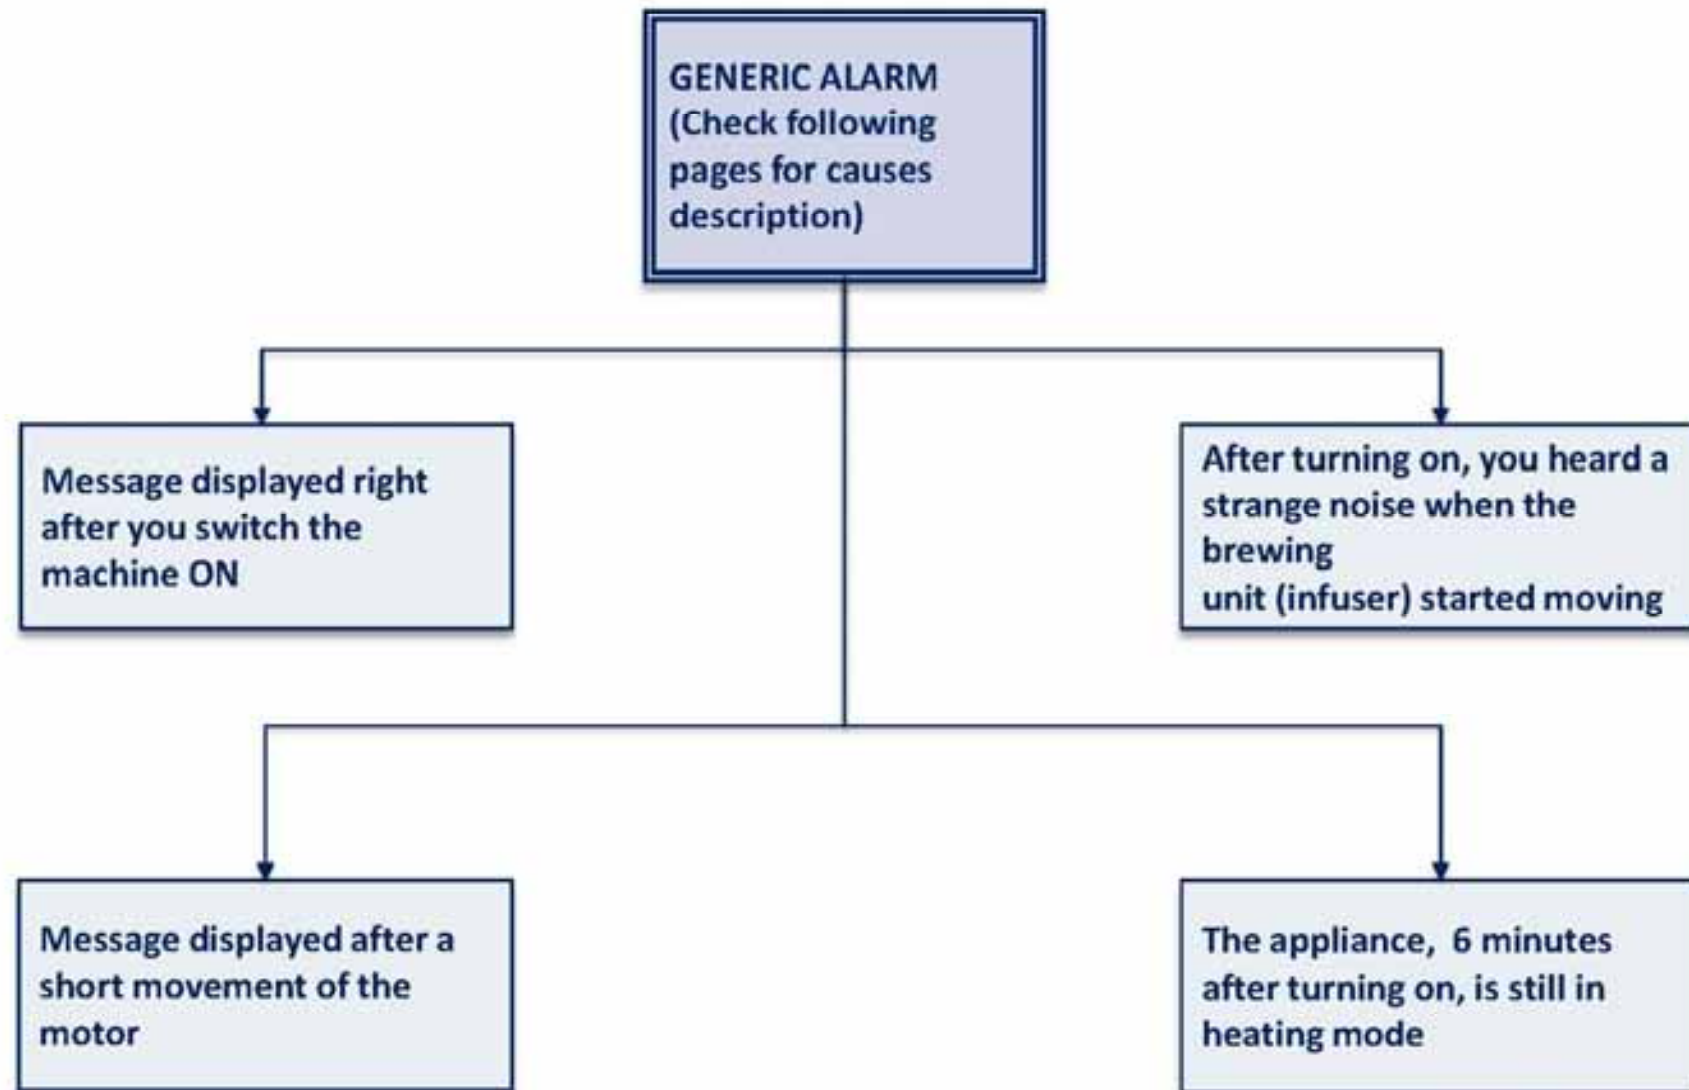 GENERIC ALARM
(Check following
pages for causes
description)
Message displayed right
after you switch the
machine ON
After turning on, you heard a
strange noise when the
brewing
unit (infuser) started moving
Message displayed after a
short movement of the
motor
The appliance,  6 minutes
after turning on, is still in
heating mode